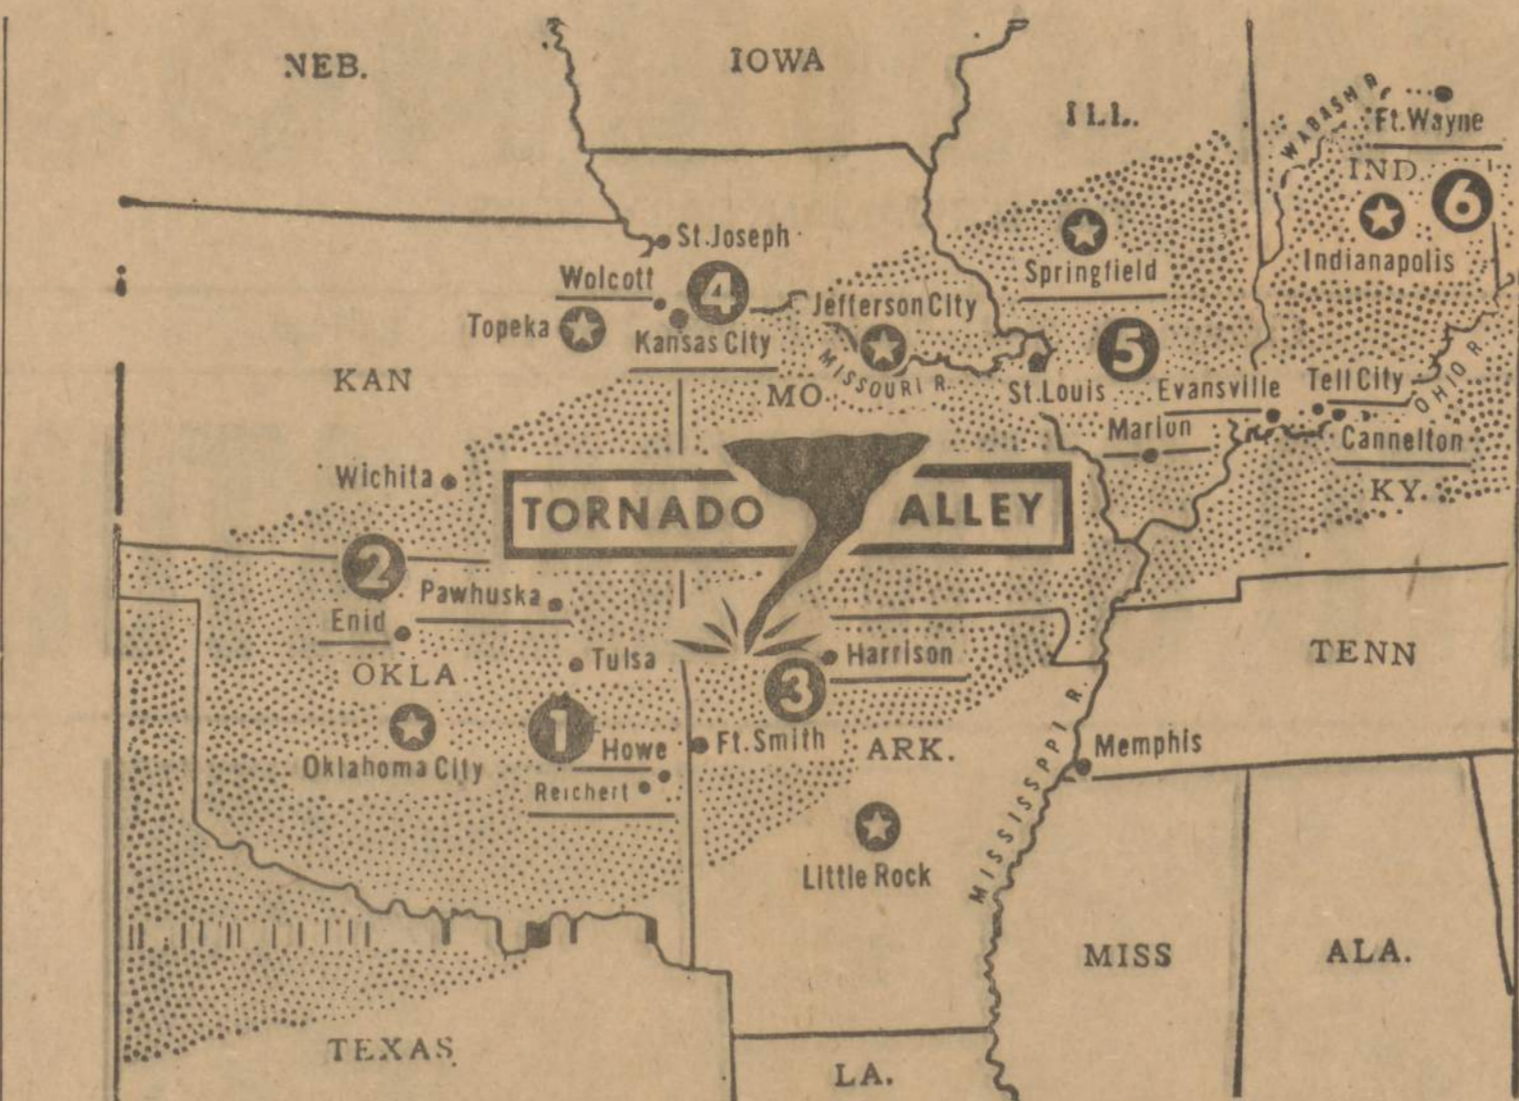 NEB.
IOWA
ILL.
WABASH R.
Ft. Wayne
IND.
6
Indianapolis
St. Joseph
Springfield
Wolcott
4
Jefferson City
Topeka
Kansas City
5
MISSOURI R.
KAN
MO.
St. Louis
Evansville
Tell City
OHIO R.
Marion
Cannelton
Wichita
TORNADO ALLEY
KY.
2
Pawhuska
Enid
Tulsa
Harrison
TENN
OKLA.
3
1
Howe
Ft. Smith
ARK.
MISSISSPPI R.
Memphis
Oklahoma City
Reichert
Little Rock
MISS
ALA.
TEXAS
LA.